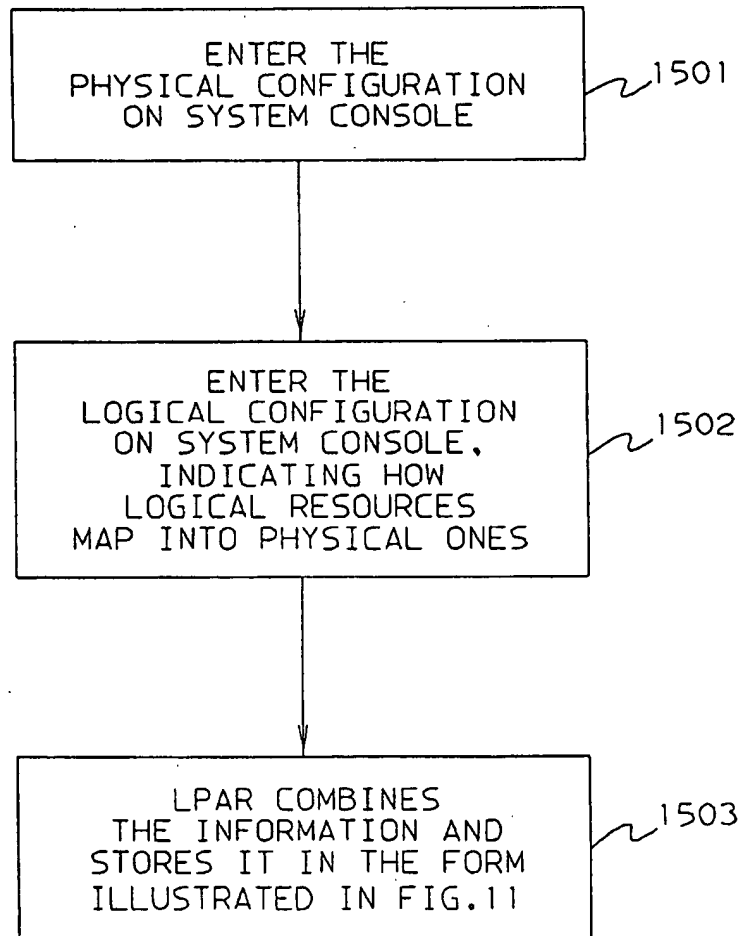 ENTER THE
PHYSICAL CONFIGURATION
ON SYSTEM CONSOLE
1501
ENTER THE
LOGICAL CONFIGURATION
ON SYSTEM CONSOLE,
INDICATING HOW
LOGICAL RESOURCES
MAP INTO PHYSICAL ONES
1502
LPAR COMBINES
THE INFORMATION AND
STORES IT IN THE FORM
ILLUSTRATED IN FIG.11
1503